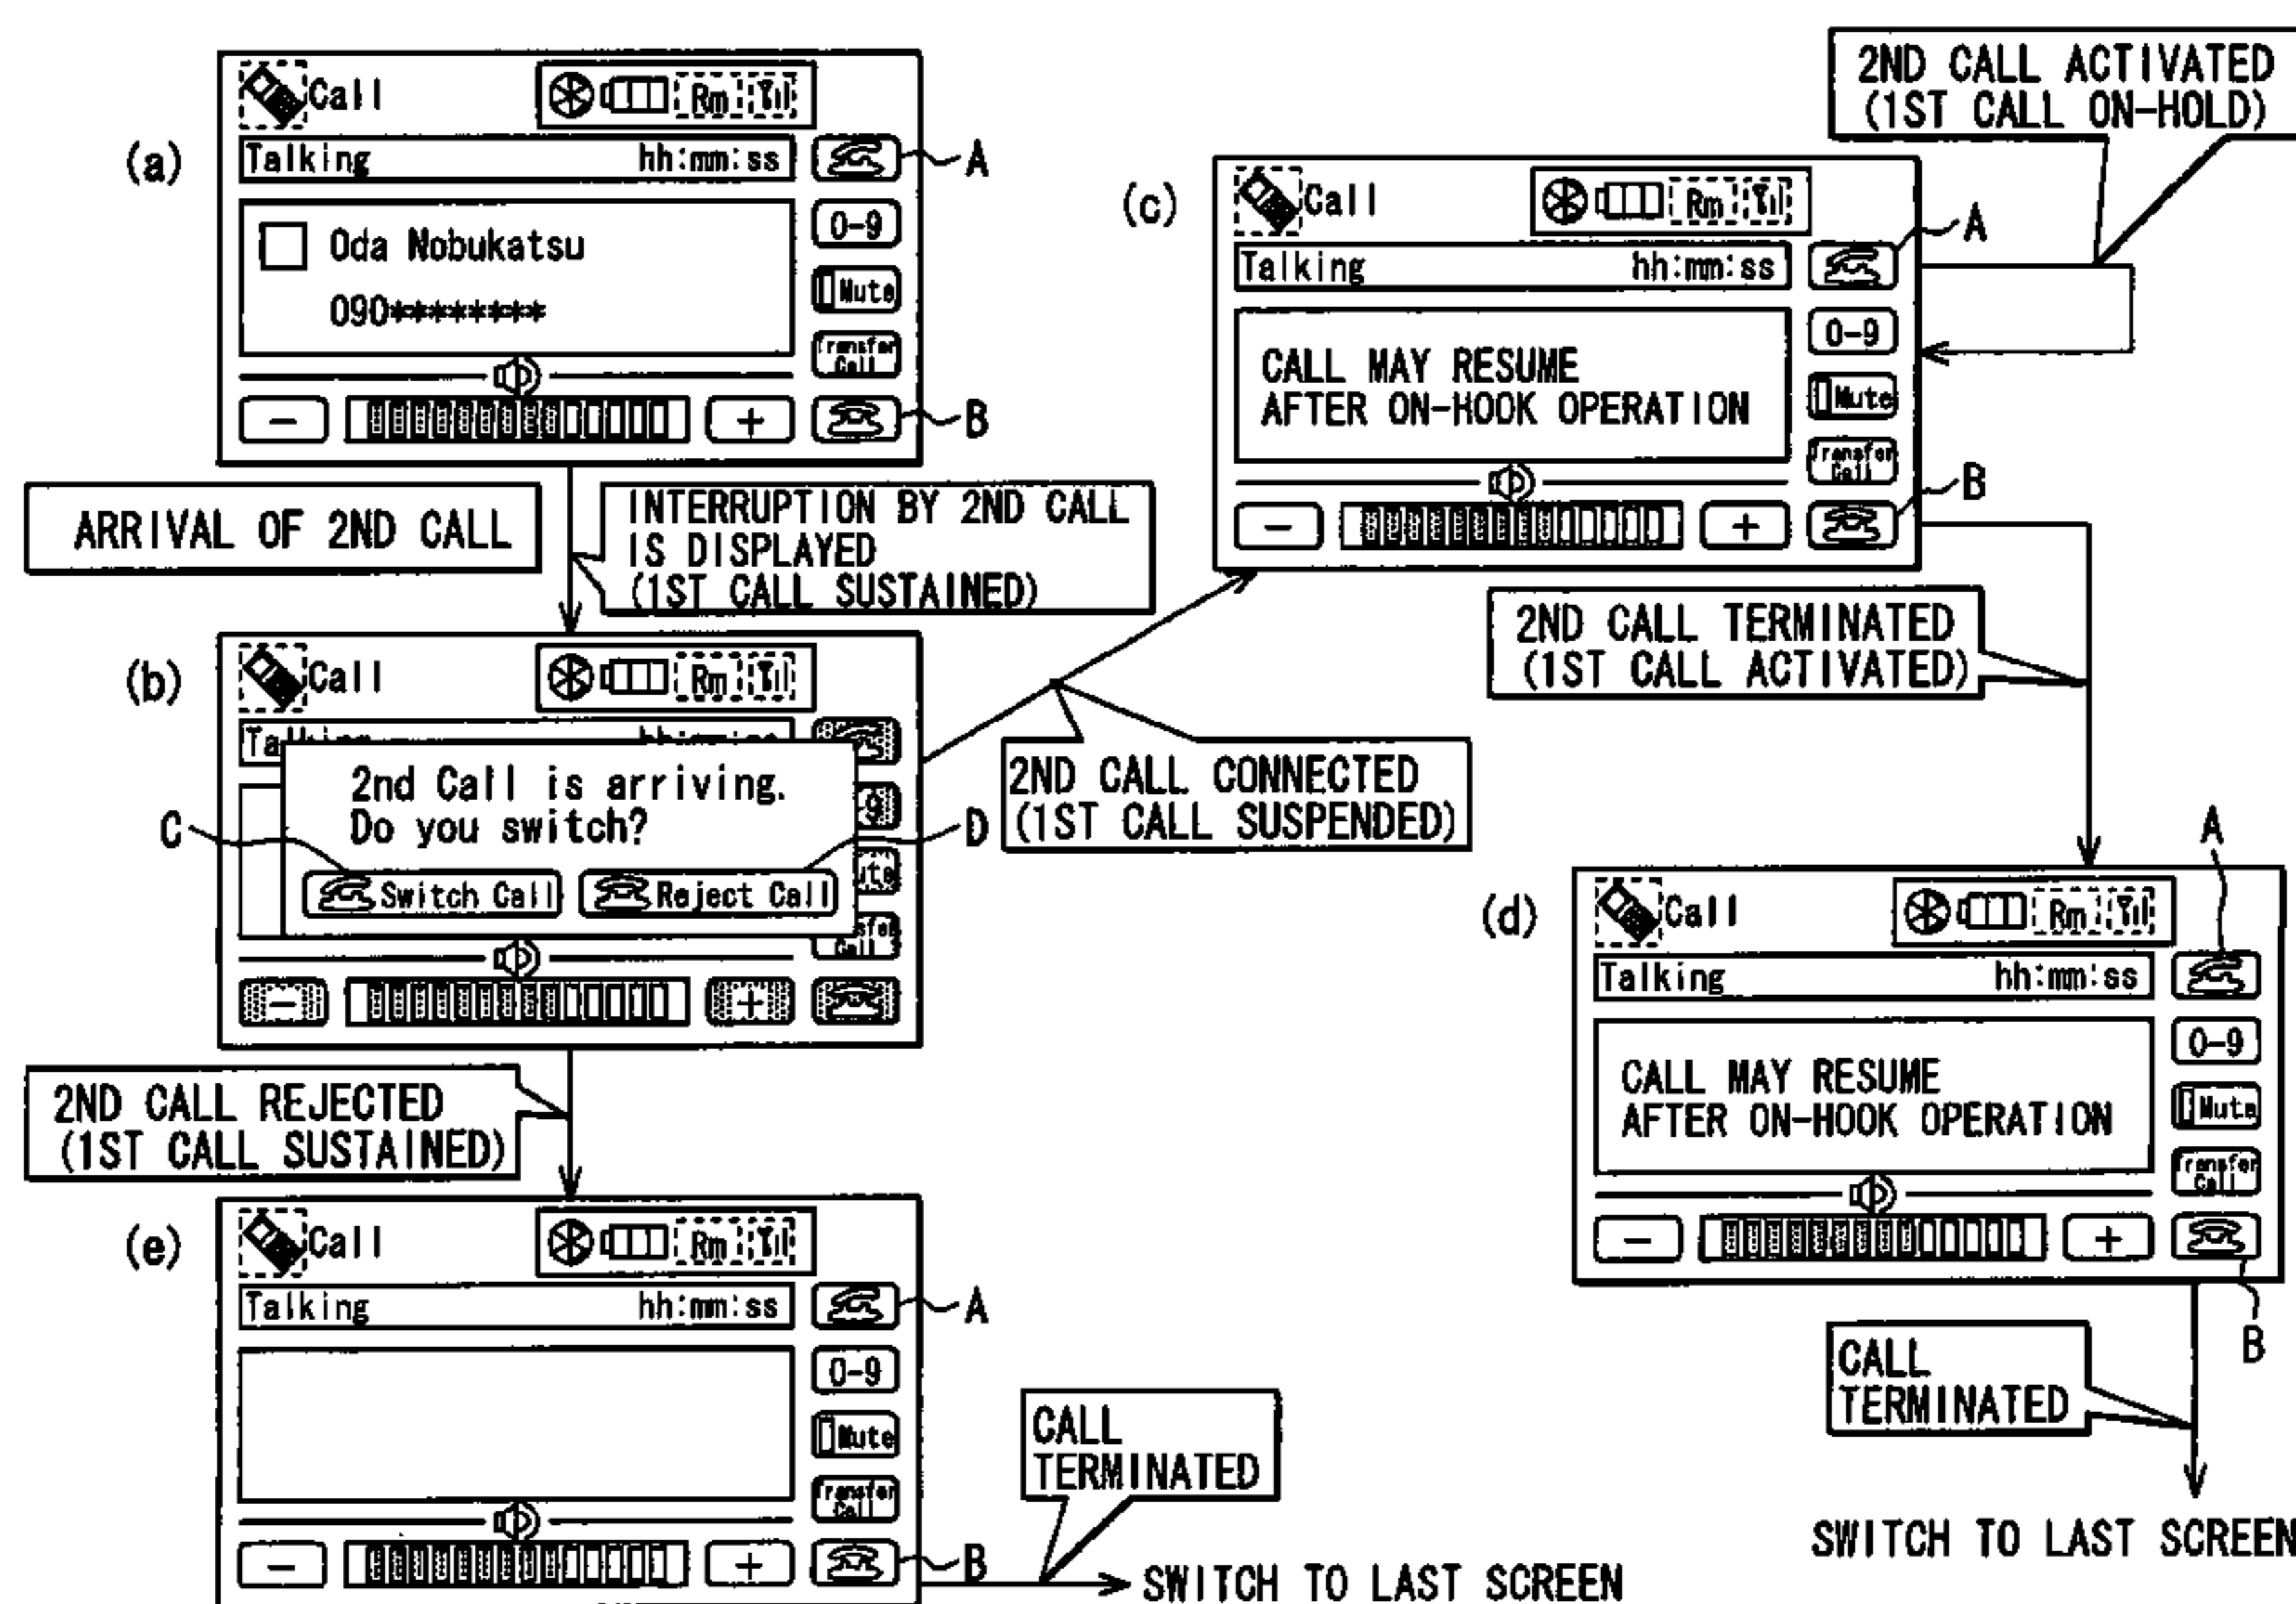 (a)
Call
Rm
Talking hh:mm:ss
A
Oda Nobukatsu
090********
0-9
Mute
Transfer
Call
- +
B
ARRIVAL OF 2ND CALL
INTERRUPTION BY 2ND CALL
IS DISPLAYED
(1ST CALL SUSTAINED)
(b)
Call
Rm
2nd Call is arriving.
Do you switch?
C
D
Switch Call
Reject Call
Call
- +
2ND CALL CONNECTED
(1ST CALL SUSPENDED)
2ND CALL REJECTED
(1ST CALL SUSTAINED)
(c)
Call
Rm
Talking hh:mm:ss
A
CALL MAY RESUME
AFTER ON-HOOK OPERATION
0-9
Mute
Transfer
Call
- +
B
2ND CALL ACTIVATED
(1ST CALL ON-HOLD)
2ND CALL TERMINATED
(1ST CALL ACTIVATED)
(d)
Call
Rm
A
Talking hh:mm:ss
CALL MAY RESUME
AFTER ON-HOOK OPERATION
0-9
Mute
Transfer
Call
- +
B
CALL
TERMINATED
SWITCH TO LAST SCREEN
(e)
Call
Rm
Talking hh:mm:ss
A
0-9
Mute
Transfer
Call
- +
B
CALL
TERMINATED
SWITCH TO LAST SCREEN